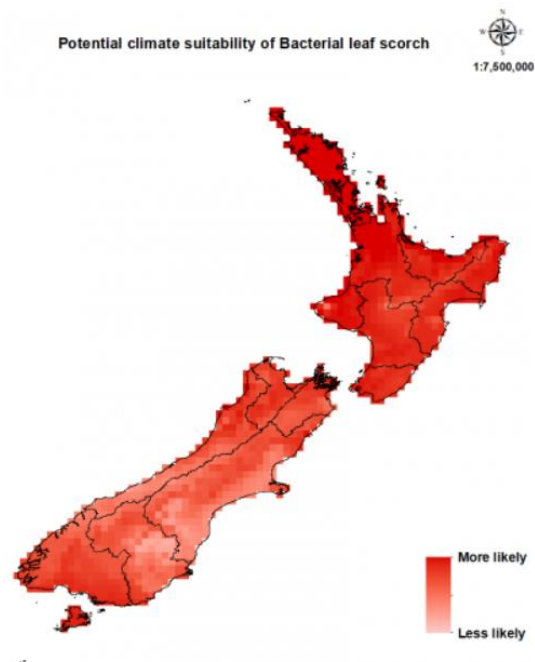 Potential climate suitability of Bacterial leaf scorch
N
W E
S
1:7,500,000
More likely
Less likely